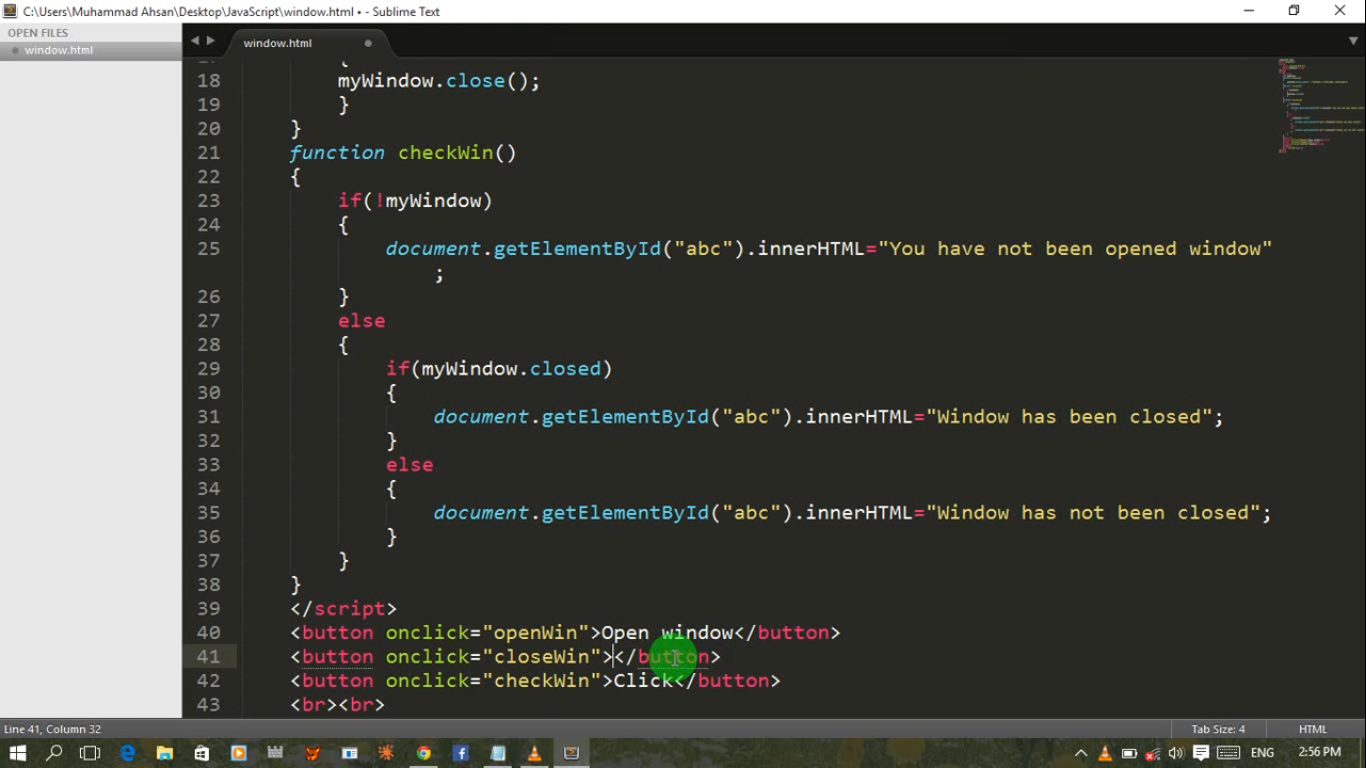 C:\Users\Muhammad Ahsan\Desktop\JavaScript\window.html • - Sublime Text
OPEN FILES
window.html
window.html
{
18 myWindow.close();
19 }
20 }
21 function checkWin()
22 {
23 if(!myWindow)
24 {
25 document.getElementById("abc").innerHTML="You have not been opened window"
;
26 }
27 else
28 {
29 if(myWindow.closed)
30 {
31 document.getElementById("abc").innerHTML="Window has been closed";
32 }
33 else
34 {
35 document.getElementById("abc").innerHTML="Window has not been closed";
36 }
37 }
38 }
39 </script>
40 <button onclick="openWin">Open window</button>
41 <button onclick="closeWin"></button>
42 <button onclick="checkWin">Click</button>
43 <br><br>
Line 41, Column 32
Tab Size: 4
HTML
ENG
2:56 PM